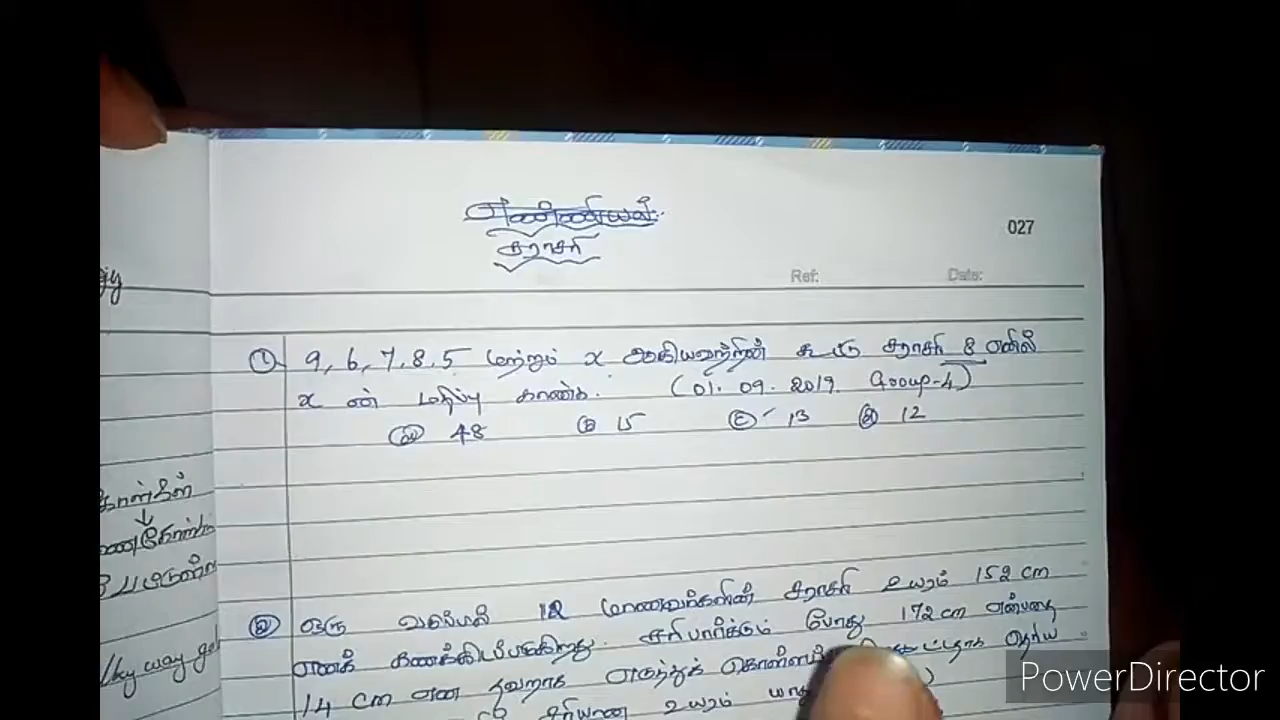 எண்ணியல்
சராசரி
027
Ref: Date:
① 9, 6, 7, 8, 5 மற்றும் x ஆகியவற்றின் கூட்டு சராசரி 8 எனில்
x ன் மதிப்பு காண்க. (01. 09. 2019. Group-4)
Ⓐ 48 Ⓑ 15 Ⓒ 13 Ⓓ 12
② ஒரு வகுப்பில் 12 மாணவர்களின் சராசரி உயரம் 152 cm
எனக் கணக்கிடப்படுகிறது. சரிபார்க்கும் போது 172 cm என்பதை
14 cm என தவறாக எடுத்துக் கொள்ளப்
சரியான உயரம்
lky way ga
PowerDirector